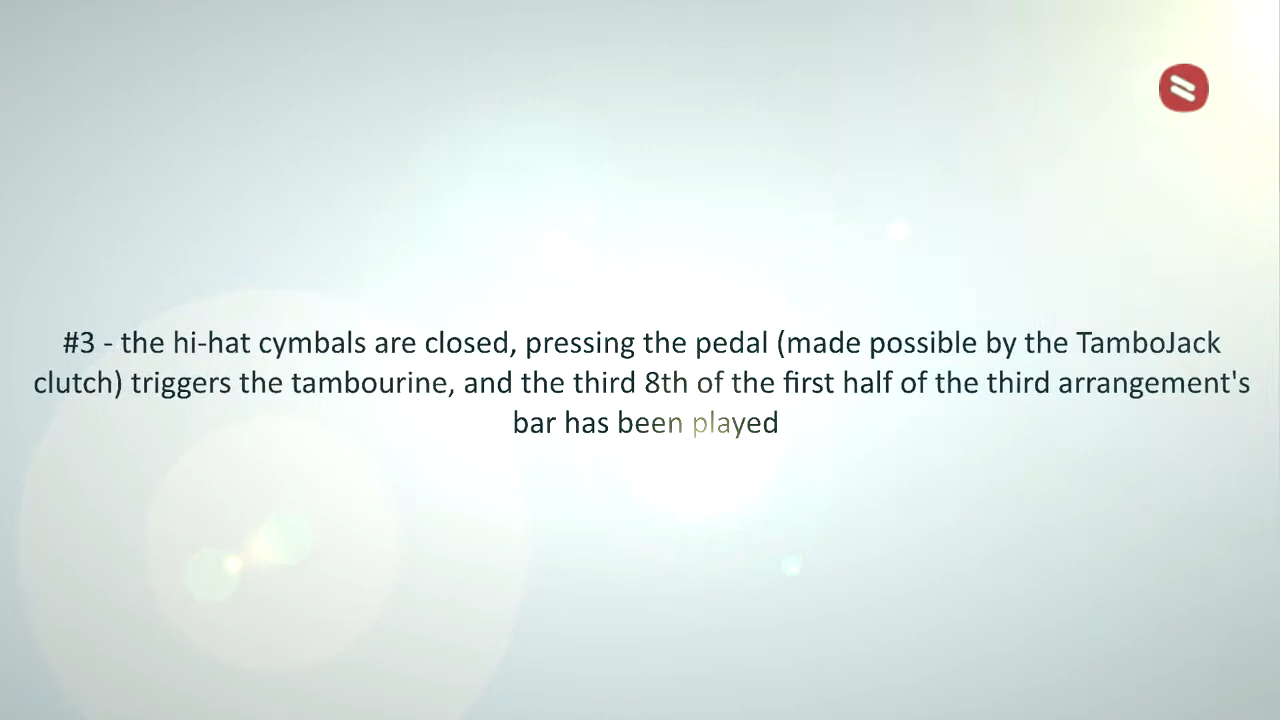 #3 - the hi-hat cymbals are closed, pressing the pedal (made possible by the TamboJack
clutch) triggers the tambourine, and the third 8th of the first half of the third arrangement's
bar has been played